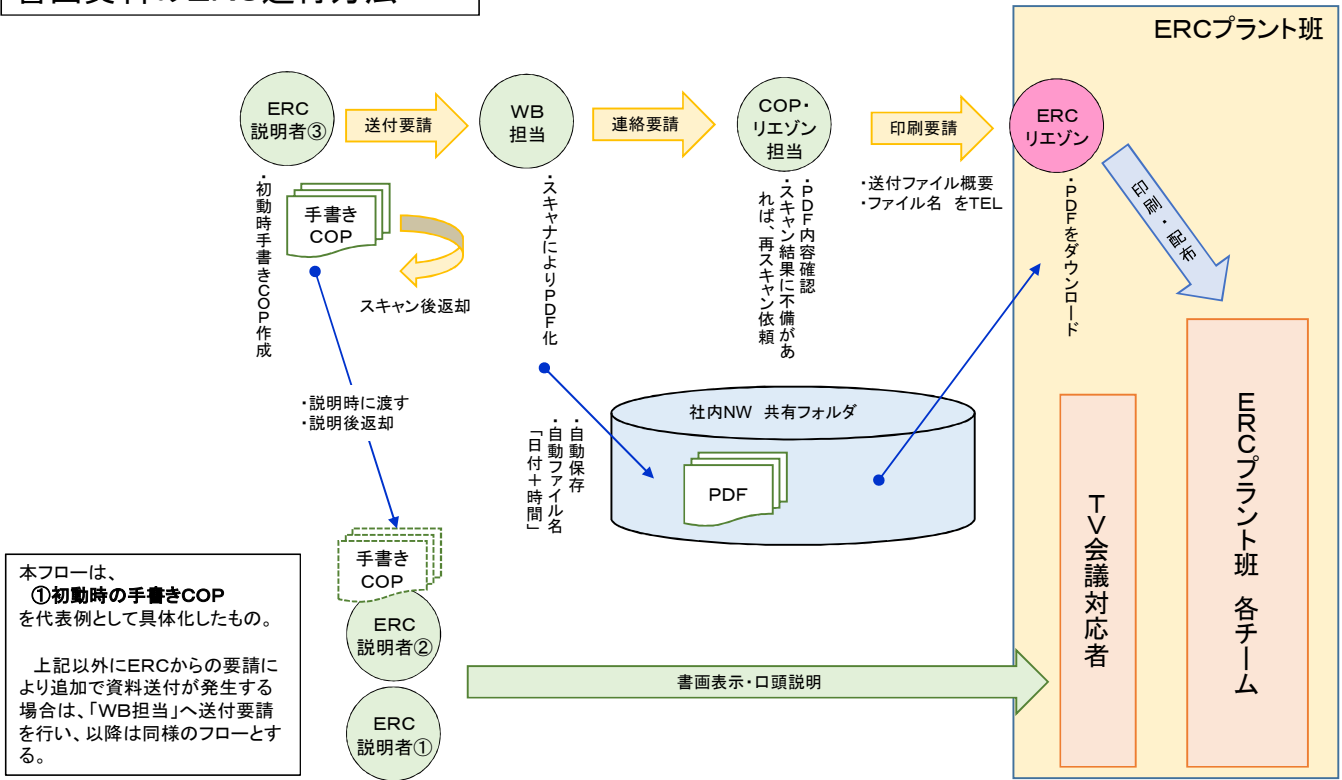 書画資料のERC送付方法
ERCプラント班
ERC
説明者③
送付要請
WB
担当
連絡要請
COP・
リエゾン
担当
印刷要請
ERC
リエゾン
・初動時手書きCOP作成
手書き
COP
スキャン後返却
・スキャナによりPDF化
・PDF内容確認
・スキャン結果に不備があ
れば、再スキャン依頼
・送付ファイル概要
・ファイル名 をTEL
・PDFをダウンロード
印刷・配布
・説明時に渡す
・説明後返却
・自動保存
・自動ファイル名
「日付＋時間」
社内NW 共有フォルダ
PDF
TV会議対応者
ERCプラント班 各チーム
手書き
COP
ERC
説明者②
ERC
説明者①
書画表示・口頭説明
本フローは、
①初動時の手書きCOP
を代表例として具体化したもの。
上記以外にERCからの要請に
より追加で資料送付が発生する
場合は、「WB担当」へ送付要請
を行い、以降は同様のフローとす
る。